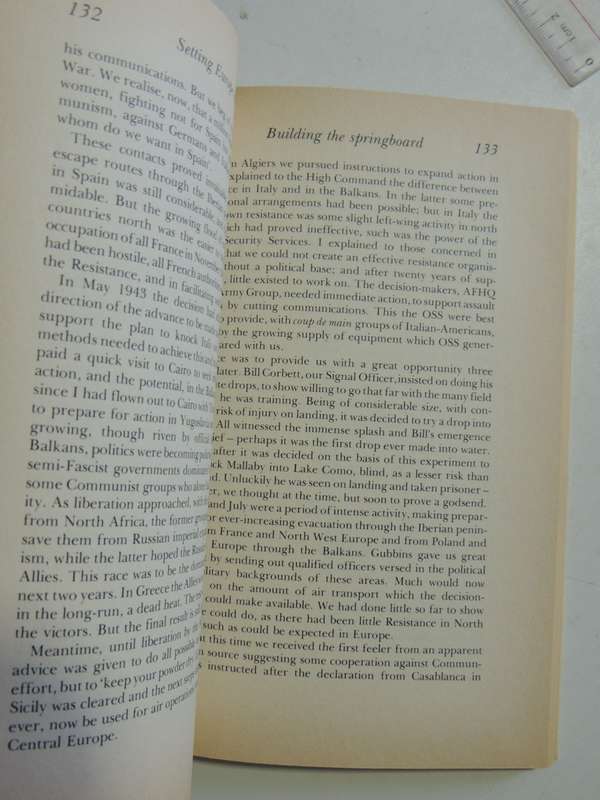 132
Setting Europe
his communications. But we
War. We realise, now, that a
women, fighting not for Spain
munism, against Germans and
whom do we want in Spain'.
These contacts proved
escape routes through the
in Spain was still considerable
midable. But the growing
countries north was the easier
occupation of all France in November
had been hostile, all French
the Resistance, and in facilitating
In May 1943 the decision had
direction of the advance to be made
support the plan to knock Italy
methods needed to achieve this
paid a quick visit to Cairo to
action, and the potential, in the
since I had flown out to Cairo with
to prepare for action in Yugoslavia
growing, though riven by
Balkans, politics were becoming
semi-Fascist governments
some Communist groups who
ity. As liberation approached, with
from North Africa, the former
save them from Russian imperial
ism, while the latter hoped the
Allies. This race was to be the
next two years. In Greece the Allies
in the long-run, a dead heat. The
the victors. But the final result is
Meantime, until liberation by
advice was given to do all possible
effort, but to 'keep your powder dry
Sicily was cleared and the next steps
ever, now be used for air operations
Central Europe.
Building the springboard 133
n Algiers we pursued instructions to expand action in
explained to the High Command the difference between
ce in Italy and in the Balkans. In the latter some pre-
ional arrangements had been possible; but in Italy the
own resistance was some slight left-wing activity in north
hich had proved ineffective, such was the power of the
Security Services. I explained to those concerned in
hat we could not create an effective resistance organis-
thout a political base; and after twenty years of sup-
, little existed to work on. The decision-makers, AFHQ
rmy Group, needed immediate action, to support assault
by cutting communications. This the OSS were best
o provide, with coup de main groups of Italian-Americans,
by the growing supply of equipment which OSS gener-
ared with us.
ce was to provide us with a great opportunity three
later. Bill Corbett, our Signal Officer, insisted on doing his
e drops, to show willing to go that far with the many field
he was training. Being of considerable size, with con-
risk of injury on landing, it was decided to try a drop into
All witnessed the immense splash and Bill's emergence
ief – perhaps it was the first drop ever made into water.
after it was decided on the basis of this experiment to
ck Mallaby into Lake Como, blind, as a lesser risk than
nd. Unluckily he was seen on landing and taken prisoner –
er, we thought at the time, but soon to prove a godsend.
and July were a period of intense activity, making prepar-
or ever-increasing evacuation through the Iberian penin-
om France and North West Europe and from Poland and
Europe through the Balkans. Gubbins gave us great
by sending out qualified officers versed in the political
litary backgrounds of these areas. Much would now
on the amount of air transport which the decision-
could make available. We had done little so far to show
e could do, as there had been little Resistance in North
such as could be expected in Europe.
ut this time we received the first feeler from an apparent
n source suggesting some cooperation against Commun-
s instructed after the declaration from Casablanca in
0
1cm
2